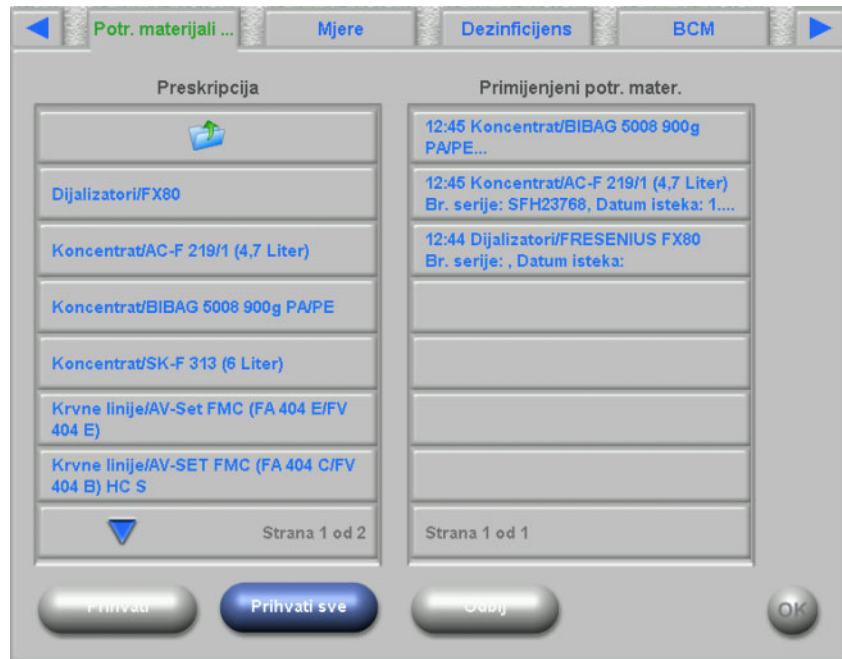 Potr. materijali ...
Mjere
Dezinficijens
BCM
Preskripcija
Dijalizatori/FX80
Koncentrat/AC-F 219/1 (4,7 Liter)
Koncentrat/BIBAG 5008 900g PA/PE
Koncentrat/SK-F 313 (6 Liter)
Krvne linije/AV-Set FMC (FA 404 E/FV
404 E)
Krvne linije/AV-SET FMC (FA 404 C/FV
404 B) HC S
Strana 1 od 2
Primijenjeni potr. mater.
12:45 Koncentrat/BIBAG 5008 900g
PA/PE...
12:45 Koncentrat/AC-F 219/1 (4,7 Liter)
Br. serije: SFH23768, Datum isteka: 1....
12:44 Dijalizatori/FRESENIUS FX80
Br. serije: , Datum isteka:
Strana 1 od 1
Prihvati
Prihvati sve
Odbij
OK